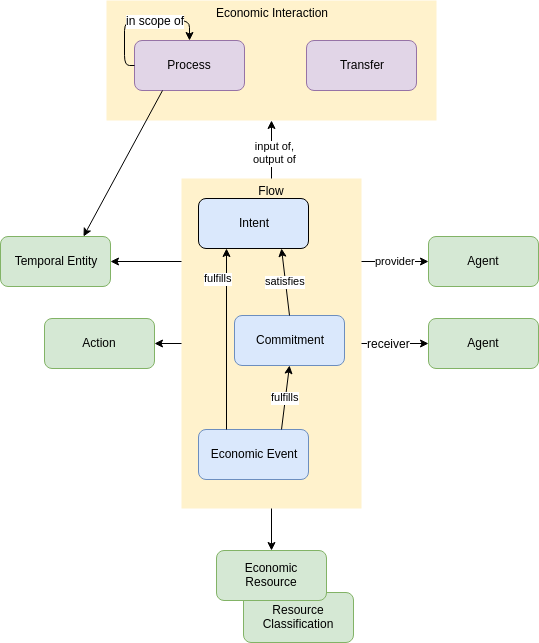 Economic Interaction
in scope of
Process
Transfer
input of,
output of
Flow
Intent
Temporal Entity
fulfills
satisfies
provider
Agent
Action
Commitment
receiver
Agent
fulfills
Economic Event
Economic
Resource
Resource
Classification